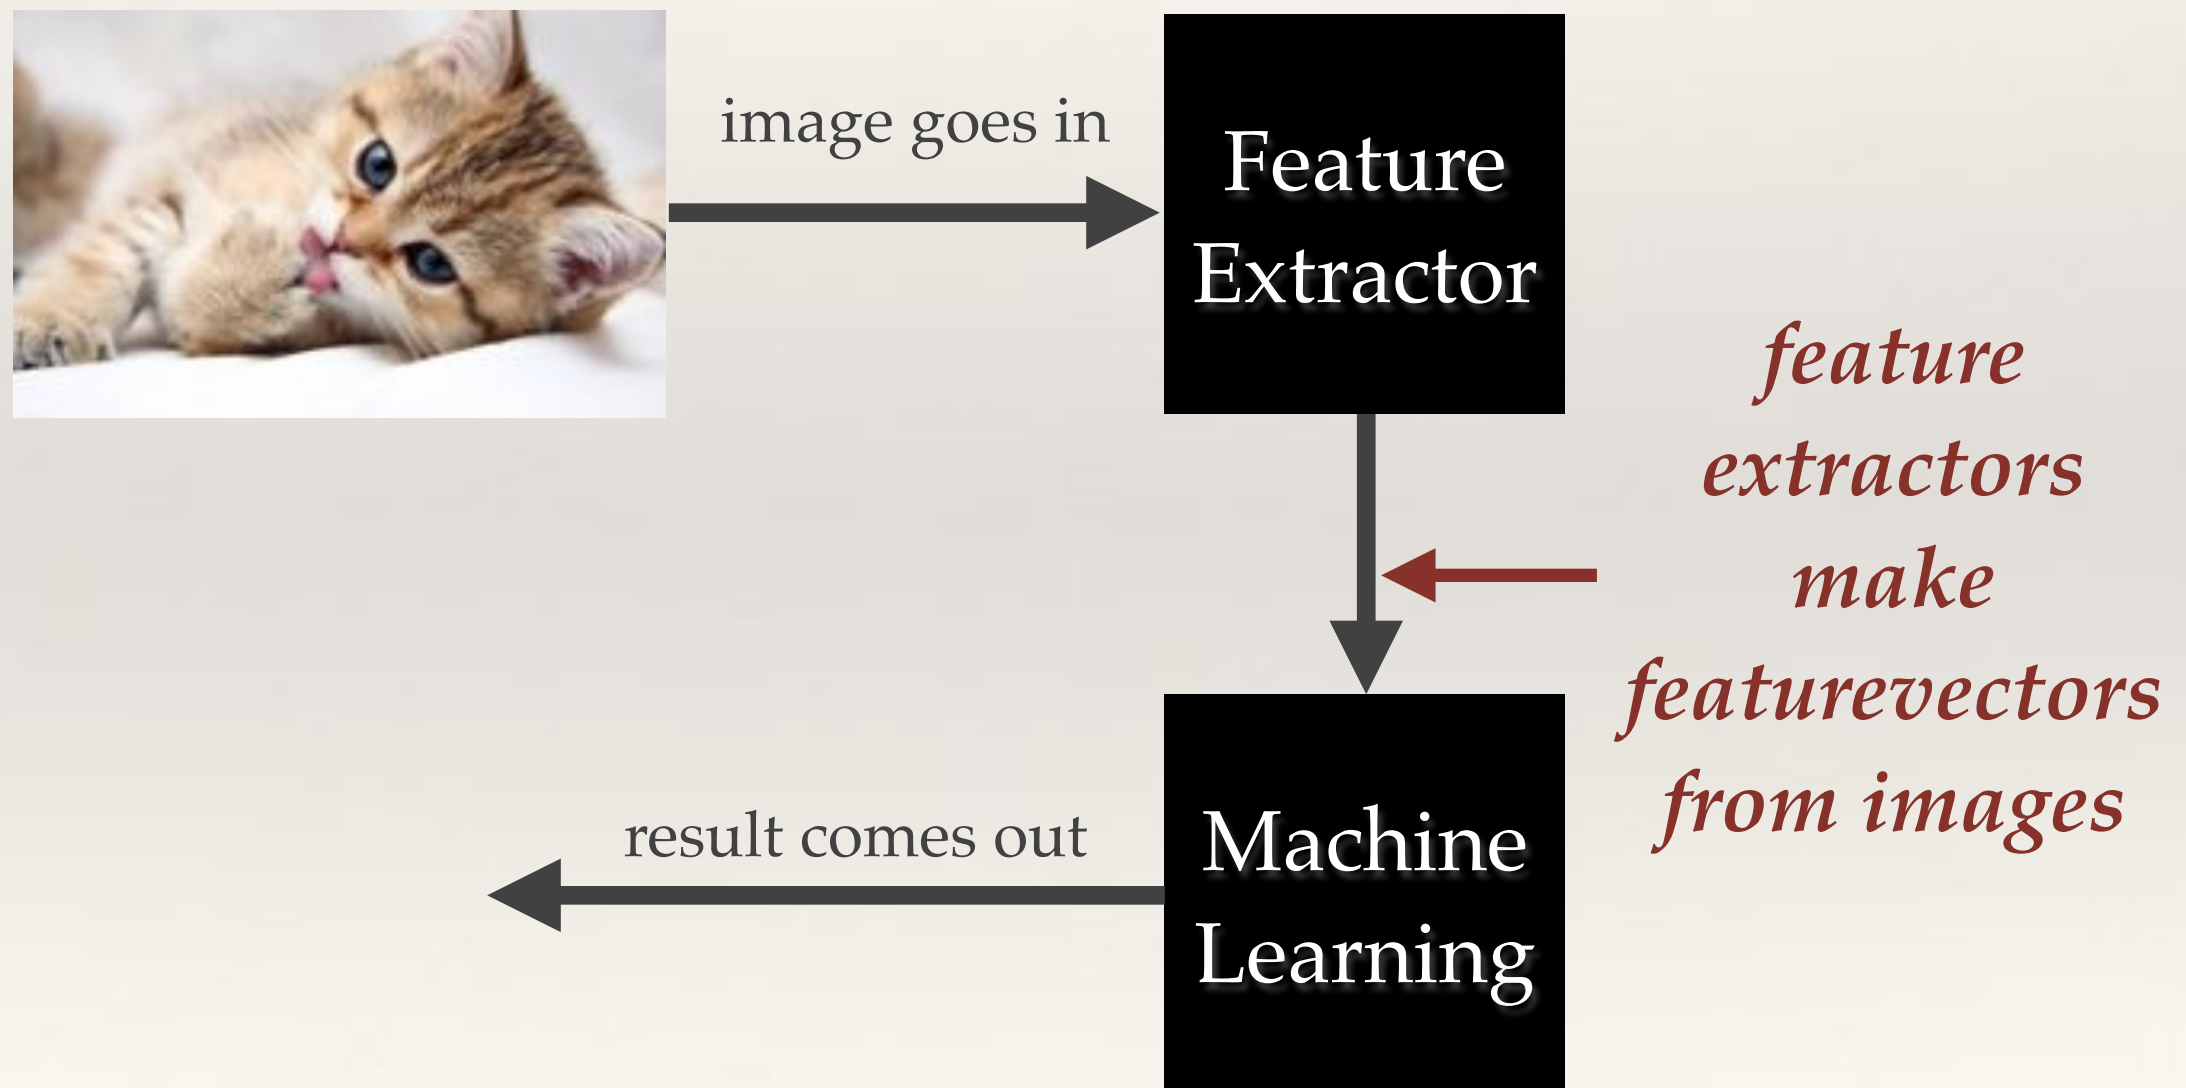 image goes in
Feature
Extractor
feature
extractors
make
featurevectors
from images
result comes out
Machine
Learning